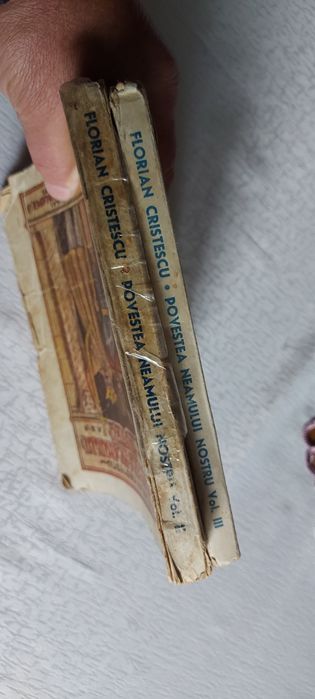 FLORIAN CRISTESCU • POVESTEA NEAMULUI NOSTRU Vol. II
FLORIAN CRISTESCU • POVESTEA NEAMULUI NOSTRU Vol. III